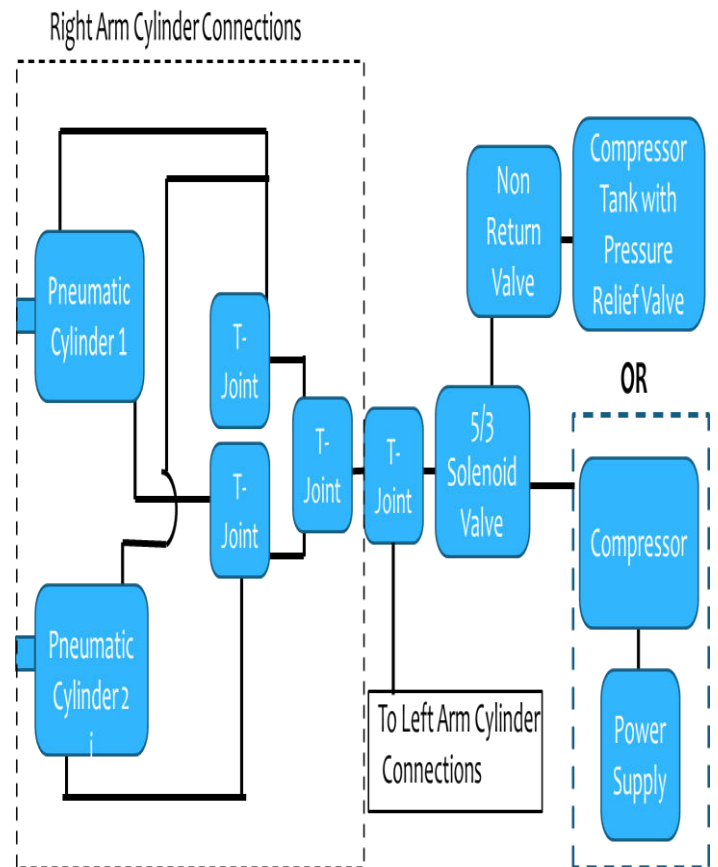 Right Arm Cylinder Connections
Pneumatic
Cylinder 1
T-
Joint
T-
Joint
Pneumatic
Cylinder 2
i
T-
Joint
T-
Joint
5/3
Solenoid
Valve
Non
Return
Valve
Compressor
Tank with
Pressure
Relief Valve
OR
Compressor
Power
Supply
To Left Arm Cylinder
Connections